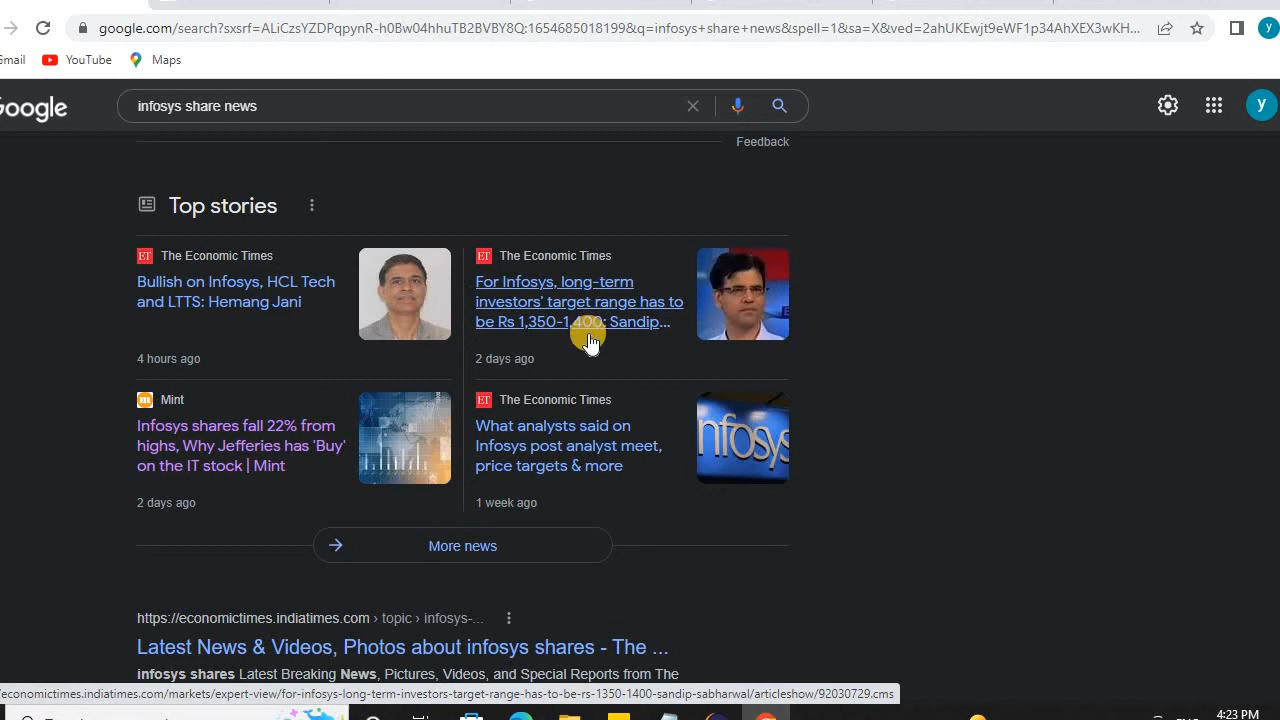 google.com/search?sxsrf=ALiCzsYZDPqpynR-h0Bw04hhuTB2BVBY8Q:1654685018199&q=infosys+share+news&spell=1&sa=X&ved=2ahUKEwjt9eWF1p34AhXEX3wKH...
y
Gmail
YouTube
Maps
Google
infosys share news
y
Feedback
Top stories
ET The Economic Times
Bullish on Infosys, HCL Tech
and LTTS: Hemang Jani
4 hours ago
ET The Economic Times
For Infosys, long-term
investors' target range has to
be Rs 1,350-1,400: Sandip...
2 days ago
m Mint
Infosys shares fall 22% from
highs, Why Jefferies has 'Buy'
on the IT stock | Mint
2 days ago
ET The Economic Times
What analysts said on
Infosys post analyst meet,
price targets & more
1 week ago
Infosys
More news
https://economictimes.indiatimes.com › topic › infosys-...
Latest News & Videos, Photos about infosys shares - The ...
infosys shares Latest Breaking News, Pictures, Videos, and Special Reports from The
/economictimes.indiatimes.com/markets/expert-view/for-infosys-long-term-investors-target-range-has-to-be-rs-1350-1400-sandip-sabharwal/articleshow/92030729.cms
4:23 PM